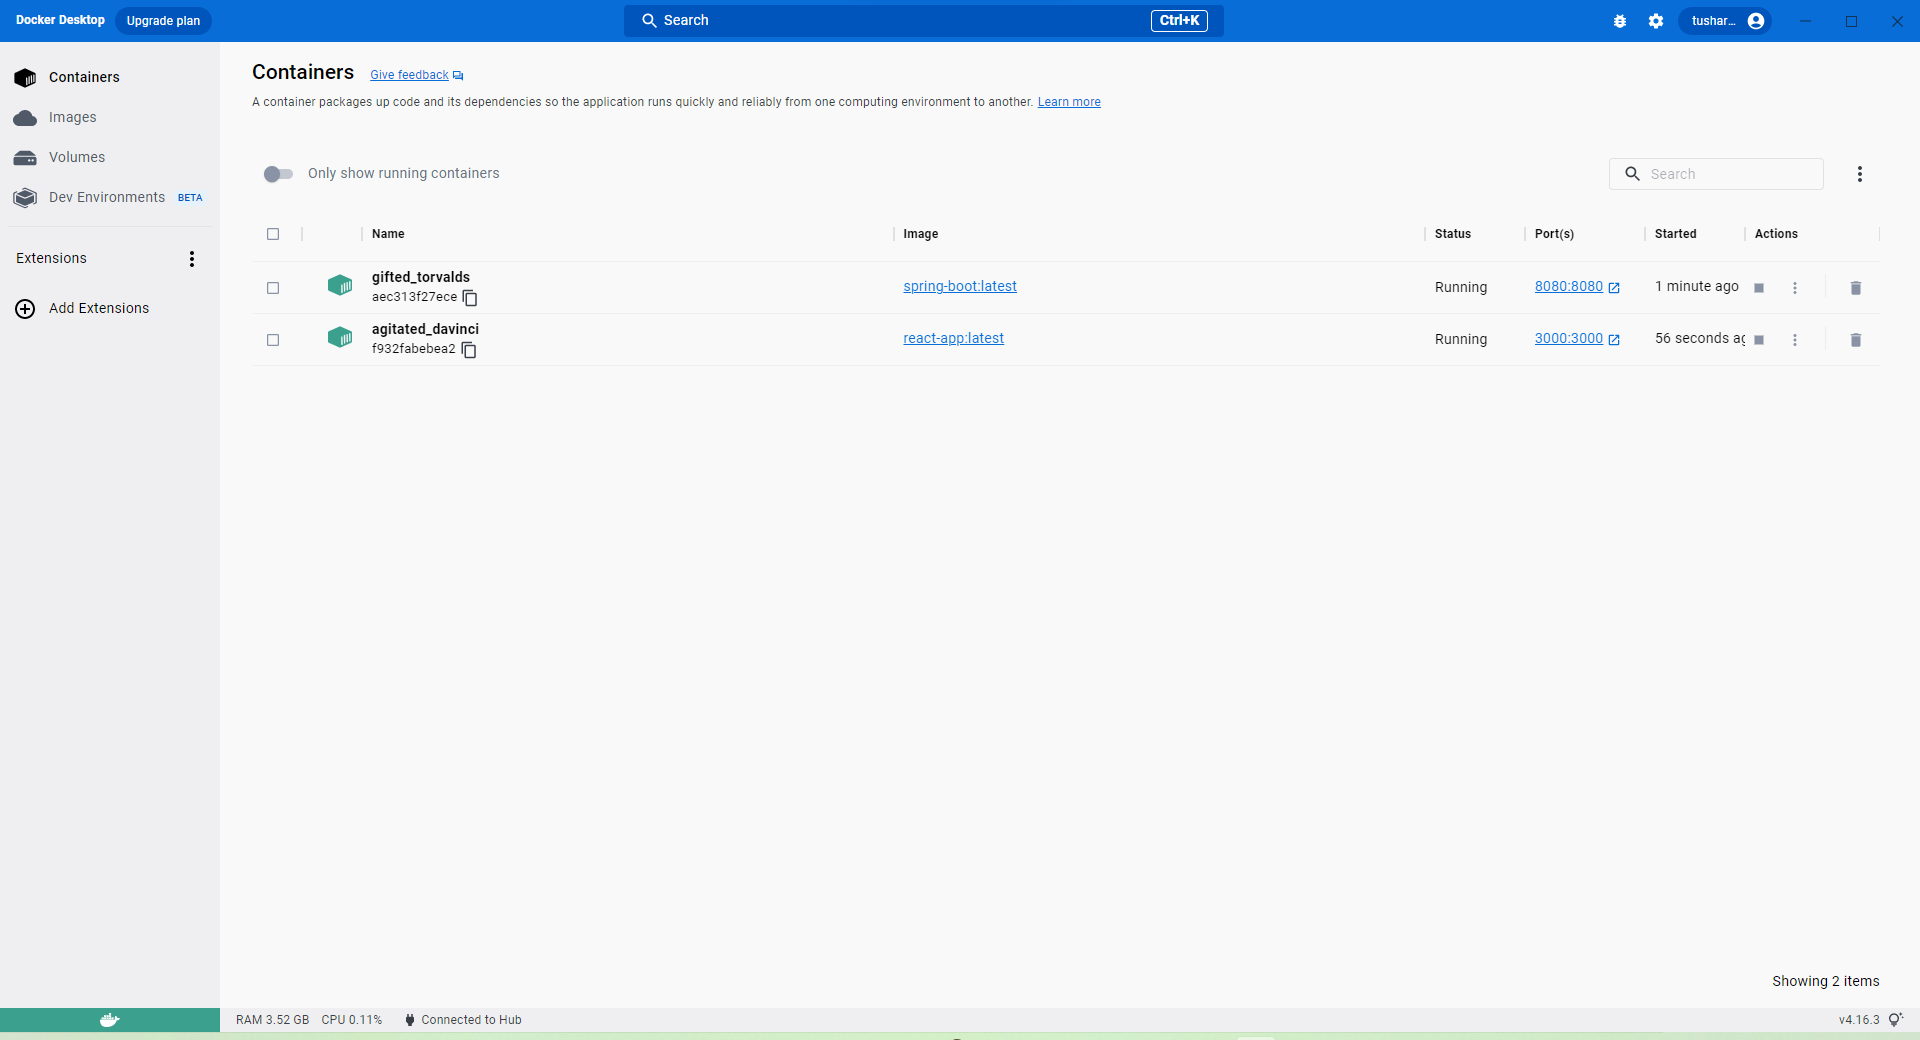 Docker Desktop Upgrade plan Search Ctrl+K tushar...
Containers
Images
Volumes
Dev Environments BETA
Extensions
Add Extensions
Containers Give feedback
A container packages up code and its dependencies so the application runs quickly and reliably from one computing environment to another. Learn more
Only show running containers Search
Name Image Status Port(s) Started Actions
gifted_torvalds
aec313f27ece spring-boot:latest Running 8080:8080 1 minute ago
agitated_davinci
f932fabebea2 react-app:latest Running 3000:3000 56 seconds ag
Showing 2 items
RAM 3.52 GB CPU 0.11% Connected to Hub v4.16.3